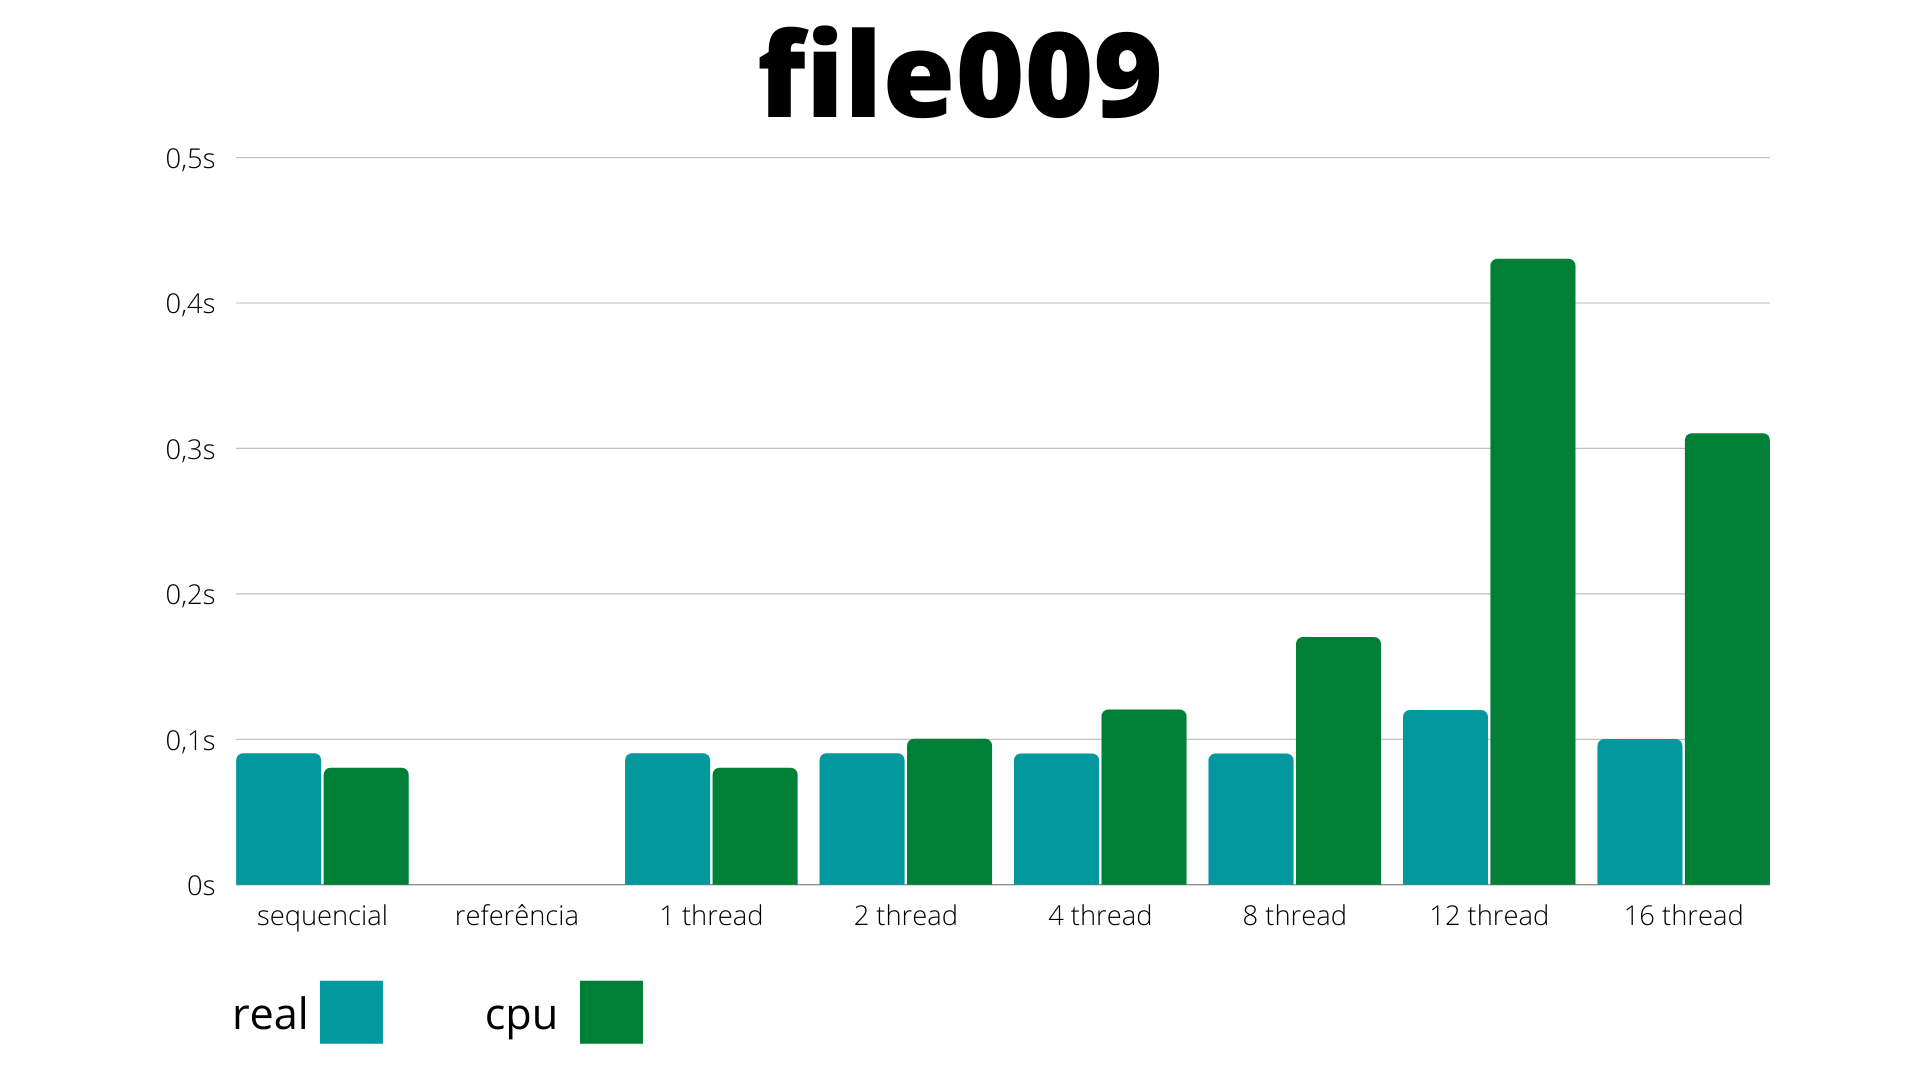 file009
0,5s
0,4s
0,3s
0,2s
0,1s
0s
sequencial referência 1 thread 2 thread 4 thread 8 thread 12 thread 16 thread
real cpu